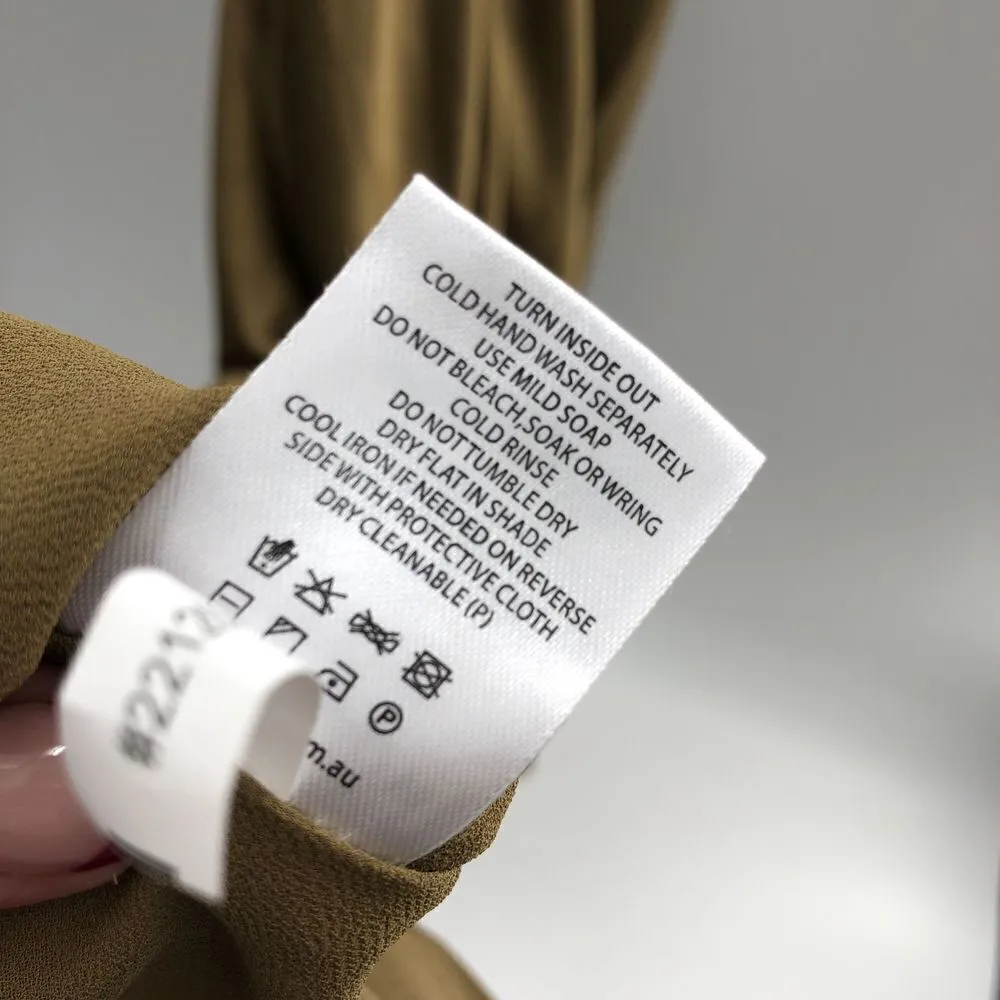 TURN INSIDE OUT
COLD HAND WASH SEPARATELY
USE MILD SOAP
DO NOT BLEACH,SOAK OR WRING
COLD RINSE
DO NOT TUMBLE DRY
DRY FLAT IN SHADE
COOL IRON IF NEEDED ON REVERSE
SIDE WITH PROTECTIVE CLOTH
DRY CLEANABLE (P)
P
m.au